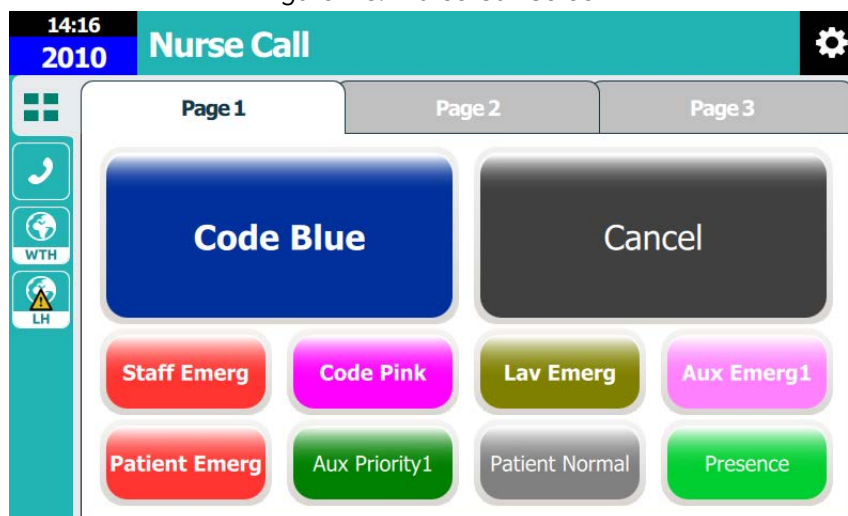 14:16
2010
Nurse Call
Page 1
Page 2
Page 3
WTH
LH
Code Blue
Cancel
Staff Emerg
Code Pink
Lav Emerg
Aux Emerg1
Patient Emerg
Aux Priority1
Patient Normal
Presence